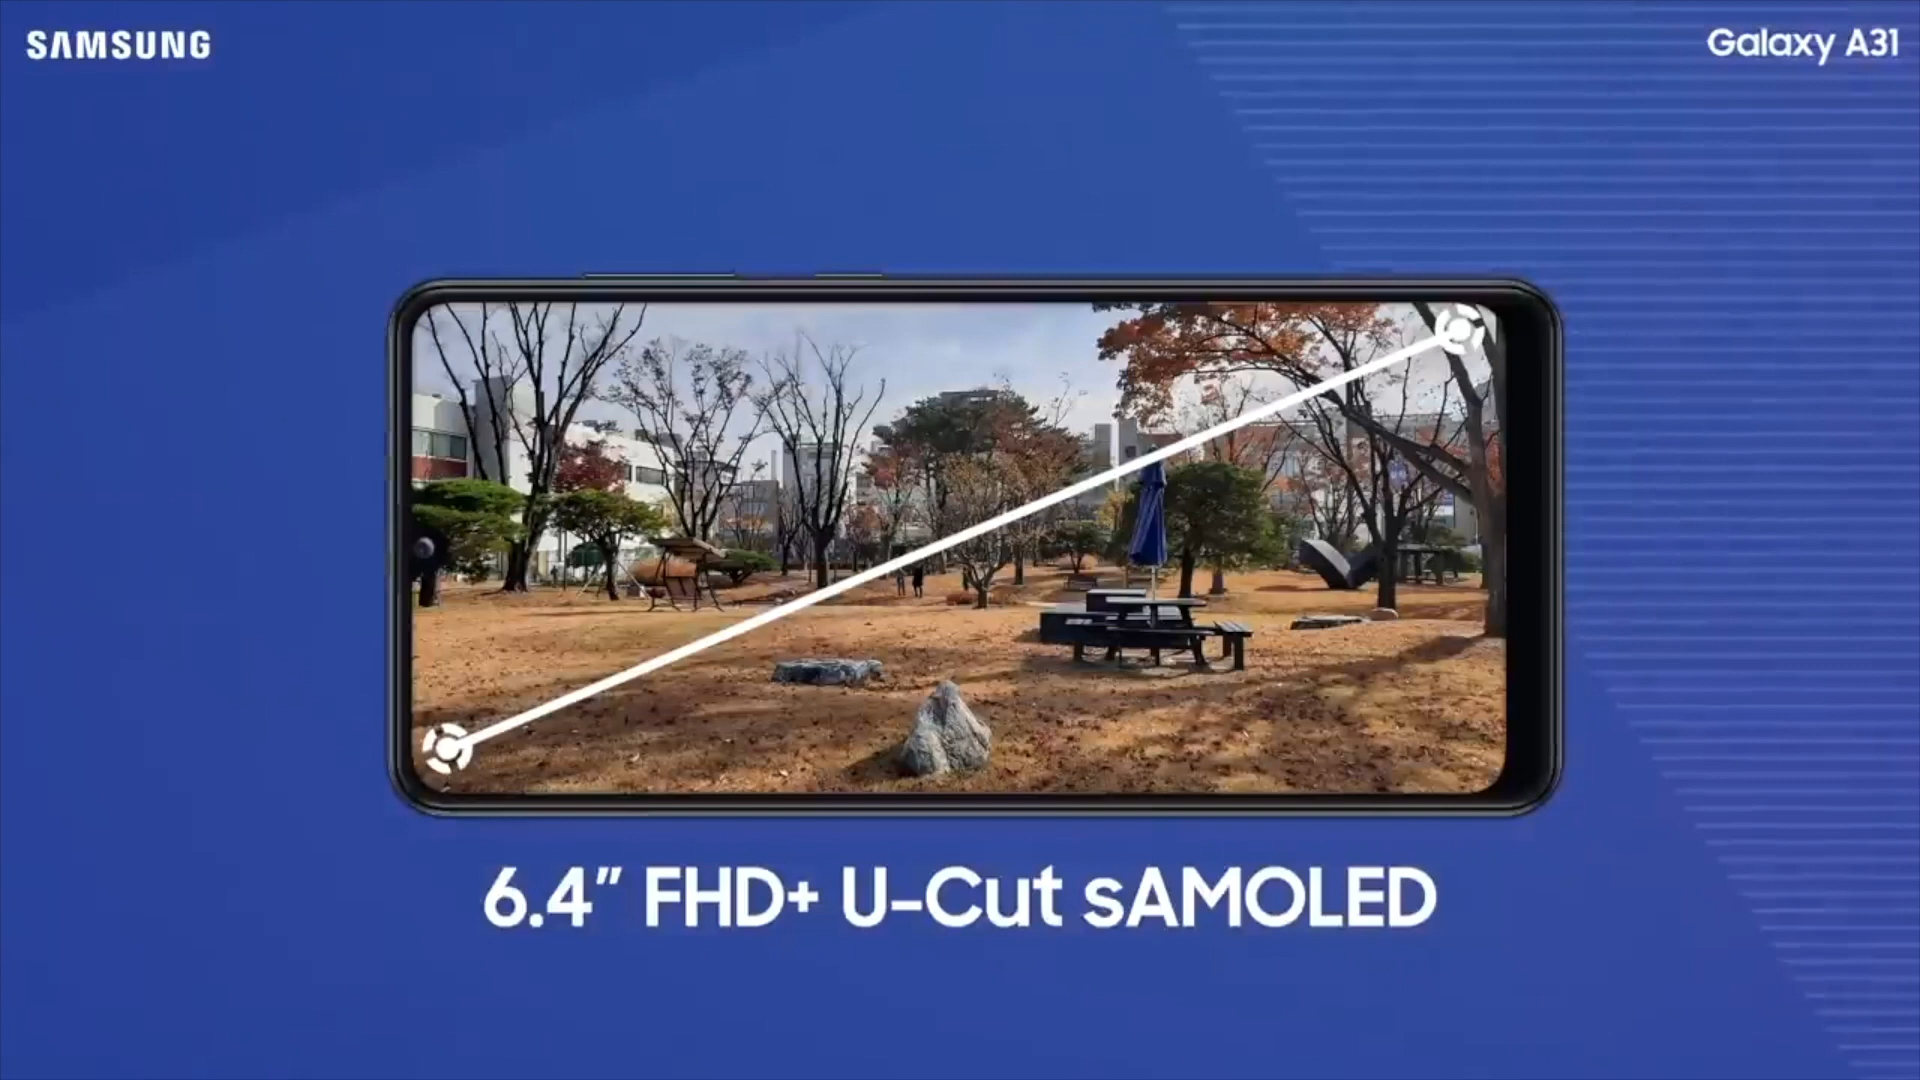 SAMSUNG
Galaxy A31
6.4” FHD+ U-Cut sAMOLED